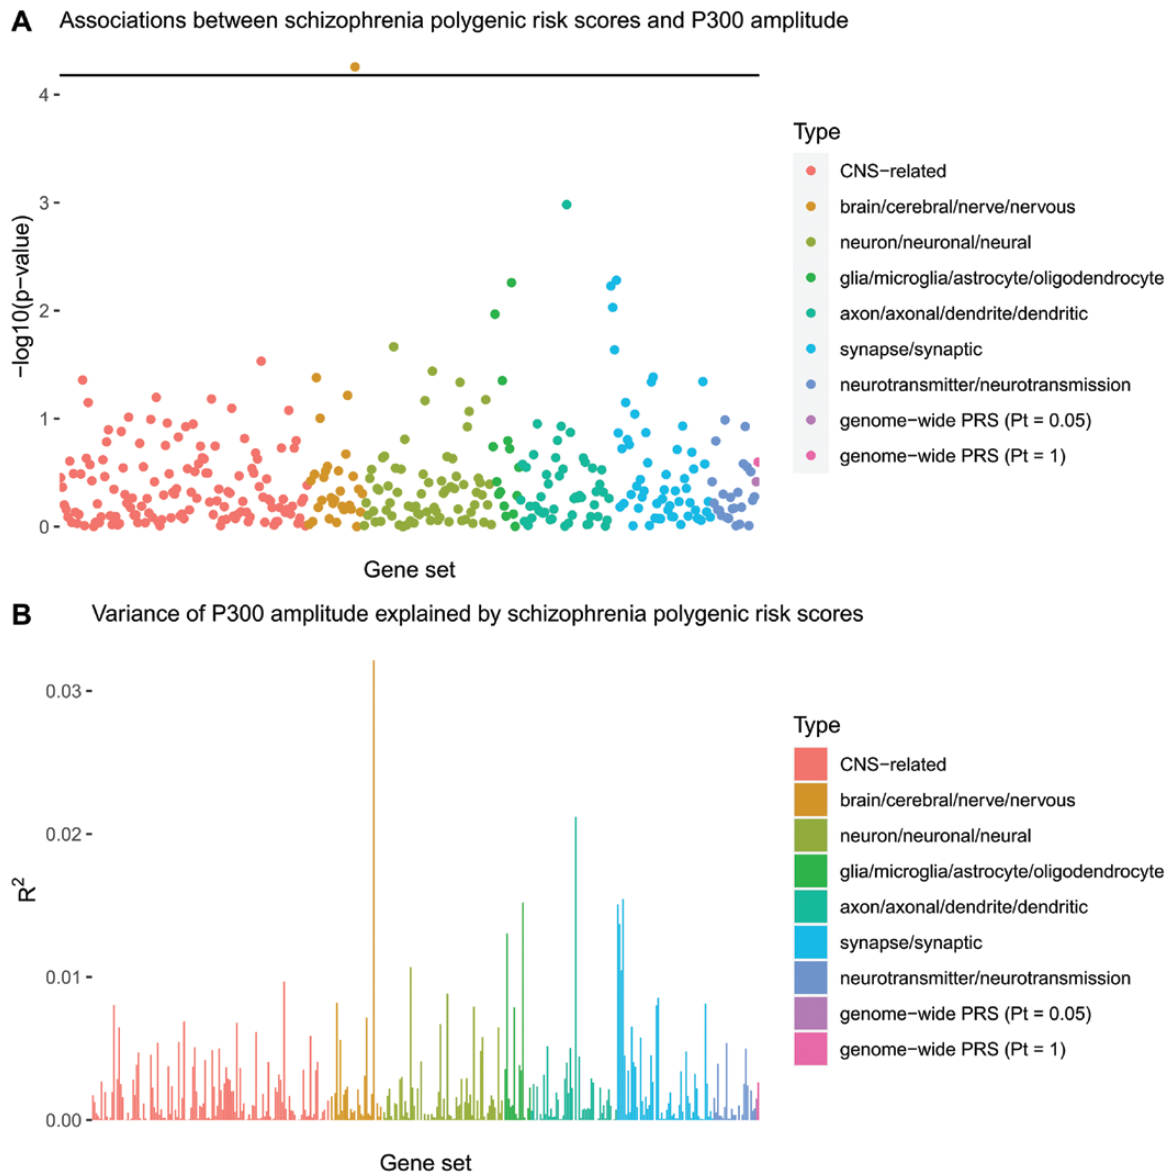 A Associations between schizophrenia polygenic risk scores and P300 amplitude
4
3
2
1
0
−log10(p−value)
Gene set
Type
CNS−related
brain/cerebral/nerve/nervous
neuron/neuronal/neural
glia/microglia/astrocyte/oligodendrocyte
axon/axonal/dendrite/dendritic
synapse/synaptic
neurotransmitter/neurotransmission
genome−wide PRS (Pt = 0.05)
genome−wide PRS (Pt = 1)
B Variance of P300 amplitude explained by schizophrenia polygenic risk scores
0.03
0.02
0.01
0.00
R²
Gene set
Type
CNS−related
brain/cerebral/nerve/nervous
neuron/neuronal/neural
glia/microglia/astrocyte/oligodendrocyte
axon/axonal/dendrite/dendritic
synapse/synaptic
neurotransmitter/neurotransmission
genome−wide PRS (Pt = 0.05)
genome−wide PRS (Pt = 1)